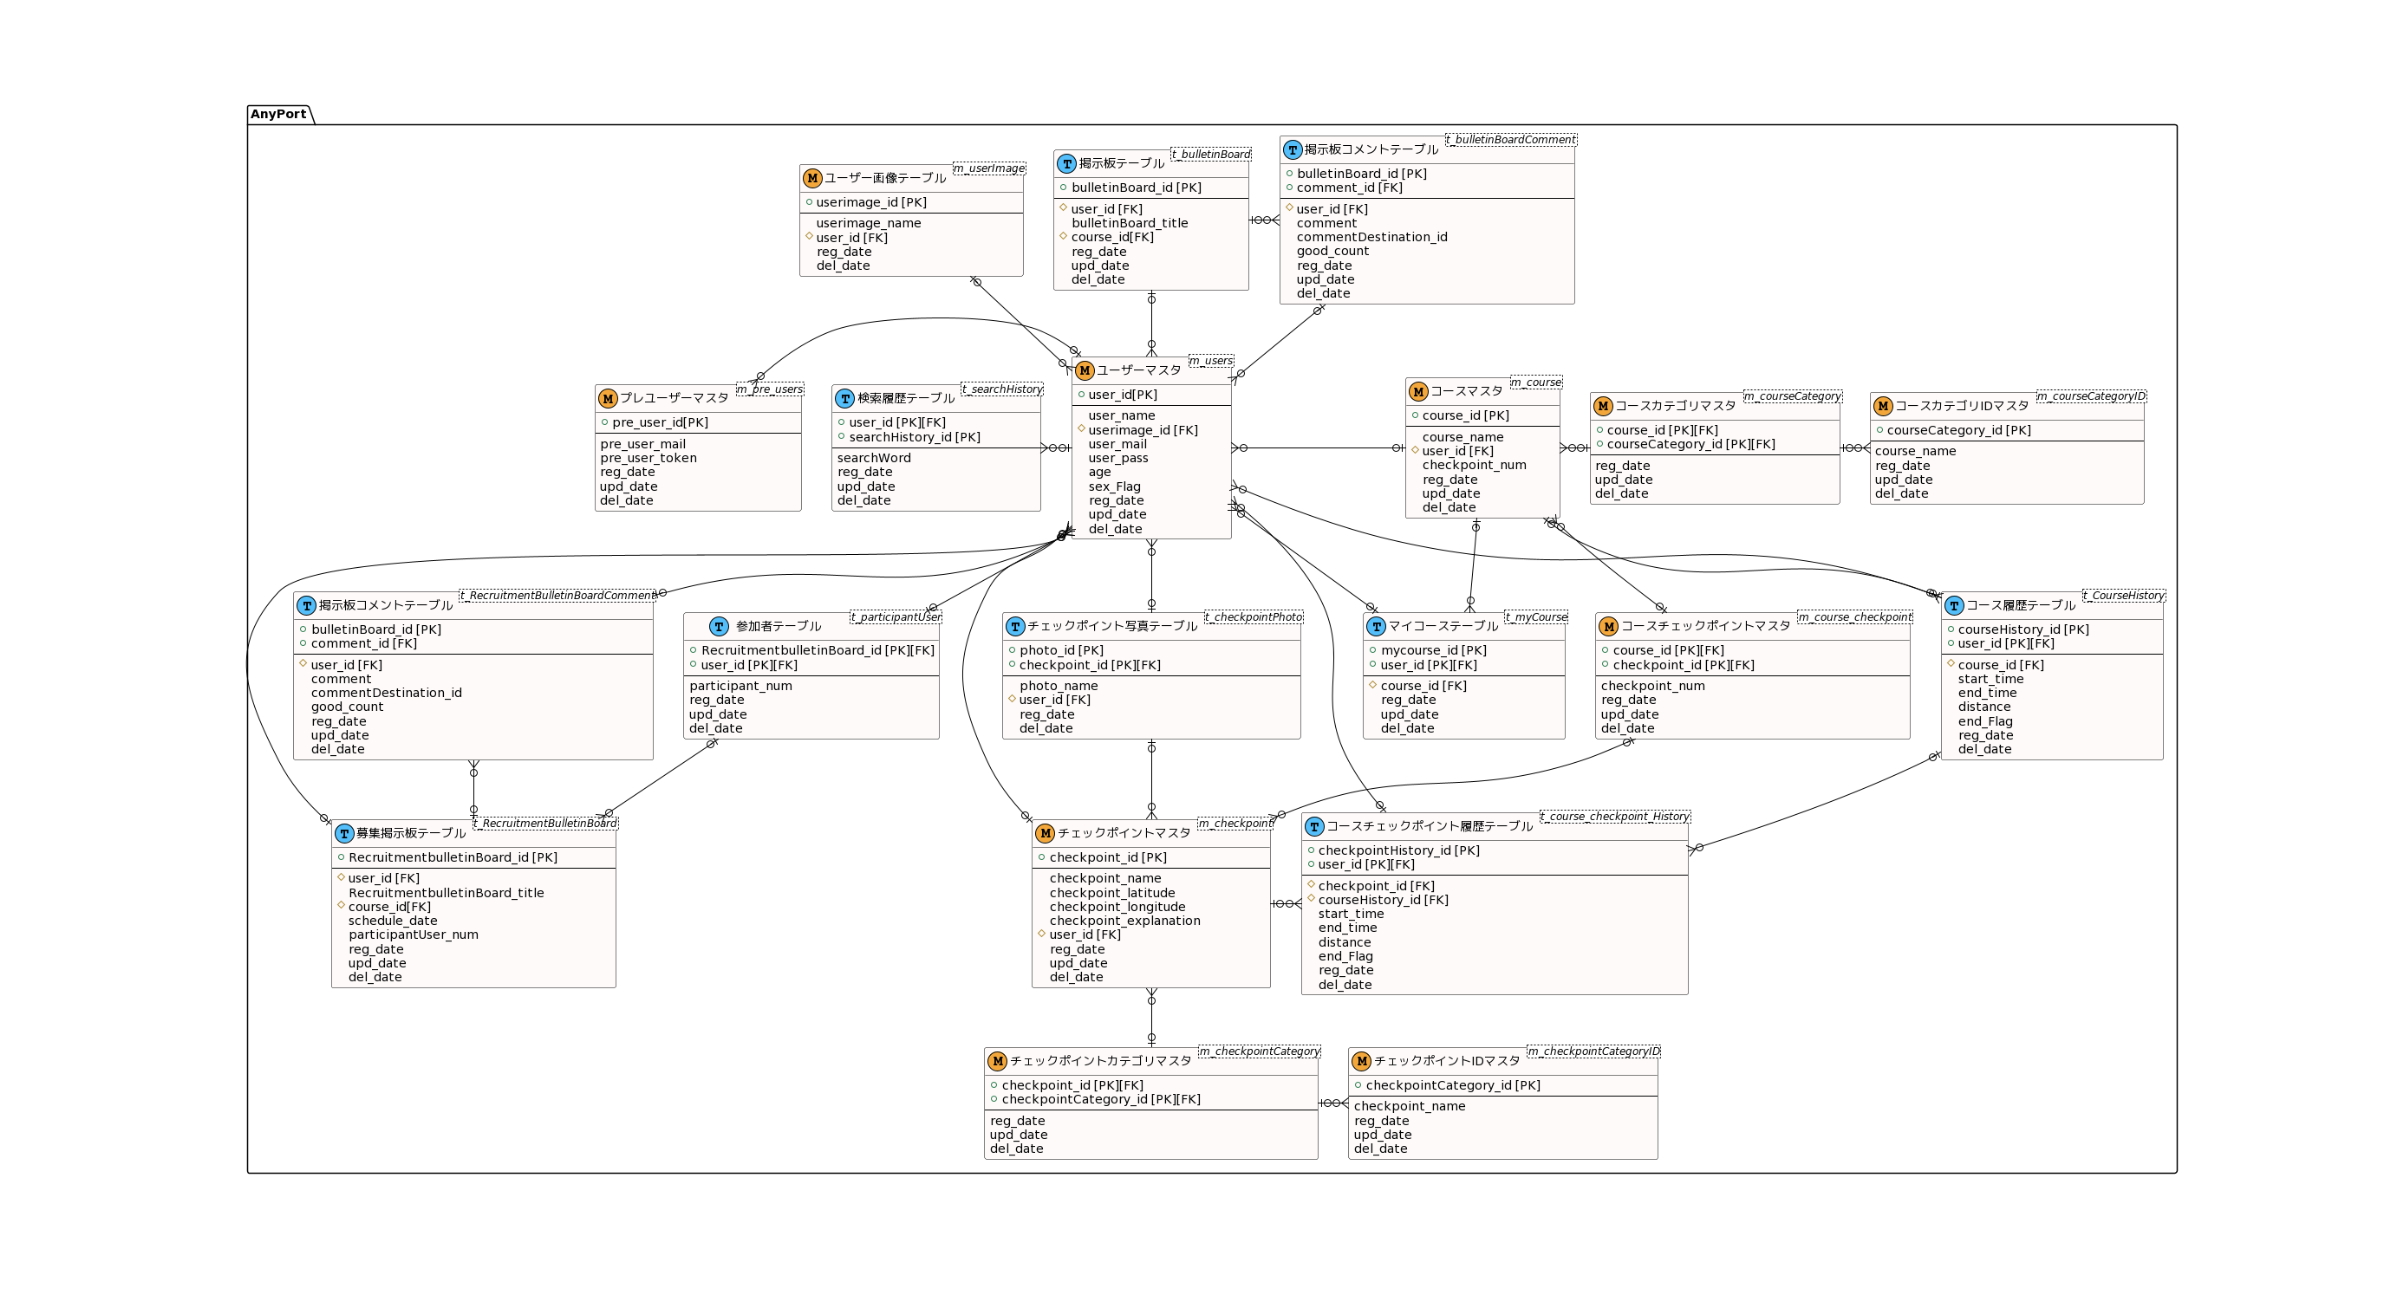 AnyPort
m_userImage
M ユーザー画像テーブル
userimage_id [PK]
userimage_name
user_id [FK]
reg_date
del_date
t_bulletinBoard
T 掲示板テーブル
bulletinBoard_id [PK]
user_id [FK]
bulletinBoard_title
course_id[FK]
reg_date
upd_date
del_date
t_bulletinBoardComment
T 掲示板コメントテーブル
bulletinBoard_id [PK]
comment_id [FK]
user_id [FK]
comment
commentDestination_id
good_count
reg_date
upd_date
del_date
m_pre_users
M プレユーザーマスタ
pre_user_id[PK]
pre_user_mail
pre_user_token
reg_date
upd_date
del_date
t_searchHistory
T 検索履歴テーブル
user_id [PK][FK]
searchHistory_id [PK]
searchWord
reg_date
upd_date
del_date
m_users
M ユーザーマスタ
user_id[PK]
user_name
userimage_id [FK]
user_mail
user_pass
age
sex_Flag
reg_date
upd_date
del_date
m_course
M コースマスタ
course_id [PK]
course_name
user_id [FK]
checkpoint_num
reg_date
upd_date
del_date
m_courseCategory
M コースカテゴリマスタ
course_id [PK][FK]
courseCategory_id [PK][FK]
reg_date
upd_date
del_date
m_courseCategoryID
M コースカテゴリIDマスタ
courseCategory_id [PK]
course_name
reg_date
upd_date
del_date
t_RecruitmentBulletinBoardComment
T 掲示板コメントテーブル
bulletinBoard_id [PK]
comment_id [FK]
user_id [FK]
comment
commentDestination_id
good_count
reg_date
upd_date
del_date
t_participantUser
T 参加者テーブル
RecruitmentbulletinBoard_id [PK][FK]
user_id [PK][FK]
participant_num
reg_date
upd_date
del_date
t_checkpointPhoto
T チェックポイント写真テーブル
photo_id [PK]
checkpoint_id [PK][FK]
photo_name
user_id [FK]
reg_date
del_date
t_myCourse
T マイコーステーブル
mycourse_id [PK]
user_id [PK][FK]
course_id [FK]
reg_date
upd_date
del_date
m_course_checkpoint
M コースチェックポイントマスタ
course_id [PK][FK]
checkpoint_id [PK][FK]
checkpoint_num
reg_date
upd_date
del_date
t_CourseHistory
T コース履歴テーブル
courseHistory_id [PK]
user_id [PK][FK]
course_id [FK]
start_time
end_time
distance
end_Flag
reg_date
del_date
t_RecruitmentBulletinBoard
T 募集掲示板テーブル
RecruitmentbulletinBoard_id [PK]
user_id [FK]
RecruitmentbulletinBoard_title
course_id[FK]
schedule_date
participantUser_num
reg_date
upd_date
del_date
m_checkpoint
M チェックポイントマスタ
checkpoint_id [PK]
checkpoint_name
checkpoint_latitude
checkpoint_longitude
checkpoint_explanation
user_id [FK]
reg_date
upd_date
del_date
t_course_checkpoint_History
T コースチェックポイント履歴テーブル
checkpointHistory_id [PK]
user_id [PK][FK]
checkpoint_id [FK]
courseHistory_id [FK]
start_time
end_time
distance
end_Flag
reg_date
del_date
m_checkpointCategory
M チェックポイントカテゴリマスタ
checkpoint_id [PK][FK]
checkpointCategory_id [PK][FK]
reg_date
upd_date
del_date
m_checkpointCategoryID
M チェックポイントIDマスタ
checkpointCategory_id [PK]
checkpoint_name
reg_date
upd_date
del_date